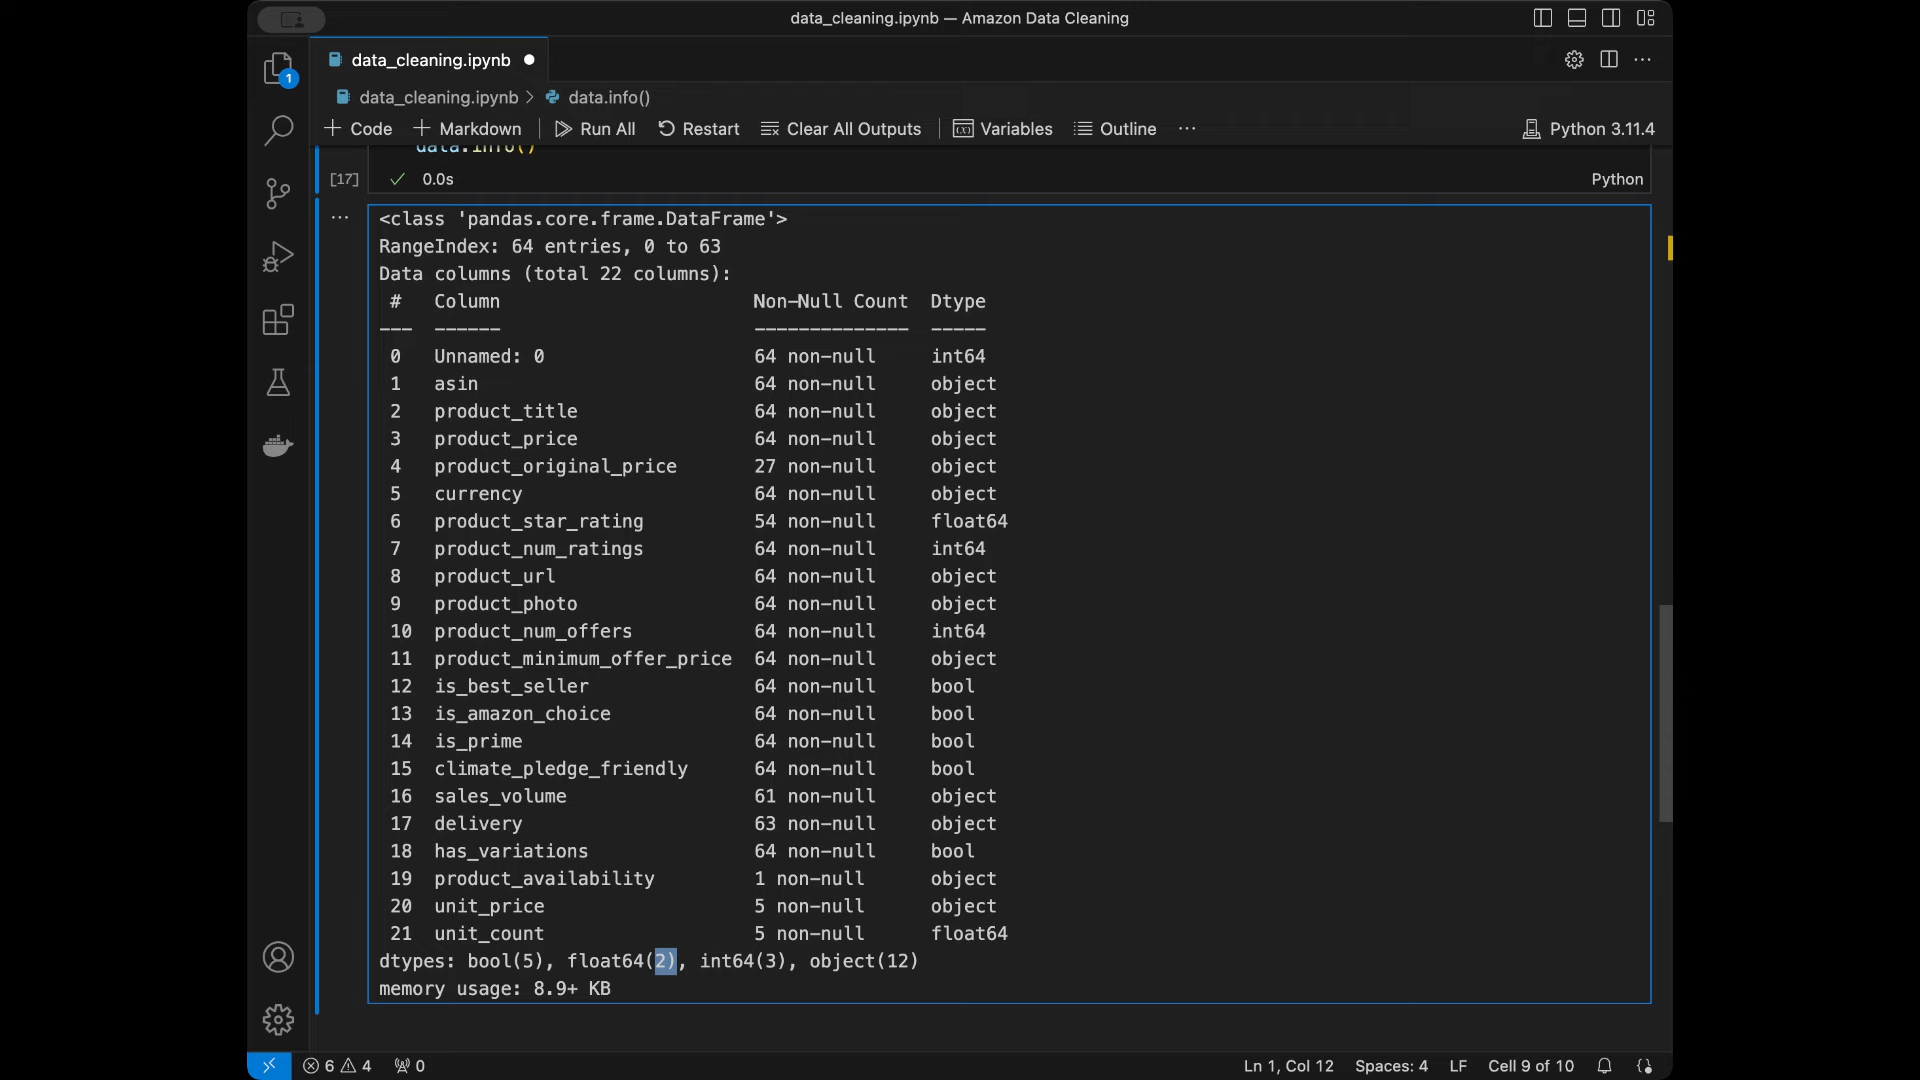 data_cleaning.ipynb — Amazon Data Cleaning
data_cleaning.ipynb
1
data_cleaning.ipynb > data.info()
+ Code + Markdown Run All Restart Clear All Outputs Variables Outline ··· Python 3.11.4
data.info()
[17] 0.0s Python
<class 'pandas.core.frame.DataFrame'>
RangeIndex: 64 entries, 0 to 63
Data columns (total 22 columns):
# Column Non-Null Count Dtype
--- ------ -------------- -----
0 Unnamed: 0 64 non-null int64
1 asin 64 non-null object
2 product_title 64 non-null object
3 product_price 64 non-null object
4 product_original_price 27 non-null object
5 currency 64 non-null object
6 product_star_rating 54 non-null float64
7 product_num_ratings 64 non-null int64
8 product_url 64 non-null object
9 product_photo 64 non-null object
10 product_num_offers 64 non-null int64
11 product_minimum_offer_price 64 non-null object
12 is_best_seller 64 non-null bool
13 is_amazon_choice 64 non-null bool
14 is_prime 64 non-null bool
15 climate_pledge_friendly 64 non-null bool
16 sales_volume 61 non-null object
17 delivery 63 non-null object
18 has_variations 64 non-null bool
19 product_availability 1 non-null object
20 unit_price 5 non-null object
21 unit_count 5 non-null float64
dtypes: bool(5), float64(2), int64(3), object(12)
memory usage: 8.9+ KB
6 4 0 Ln 1, Col 12 Spaces: 4 LF Cell 9 of 10